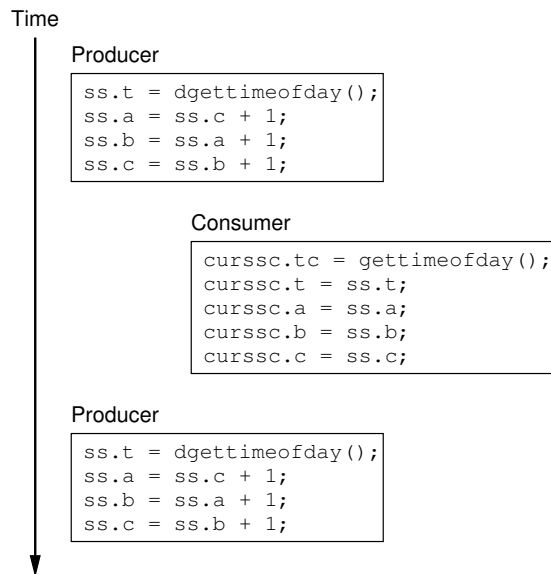 Time
Producer
ss.t = dgettimeofday();
ss.a = ss.c + 1;
ss.b = ss.a + 1;
ss.c = ss.b + 1;
Consumer
curssc.tc = gettimeofday();
curssc.t = ss.t;
curssc.a = ss.a;
curssc.b = ss.b;
curssc.c = ss.c;
Producer
ss.t = dgettimeofday();
ss.a = ss.c + 1;
ss.b = ss.a + 1;
ss.c = ss.b + 1;